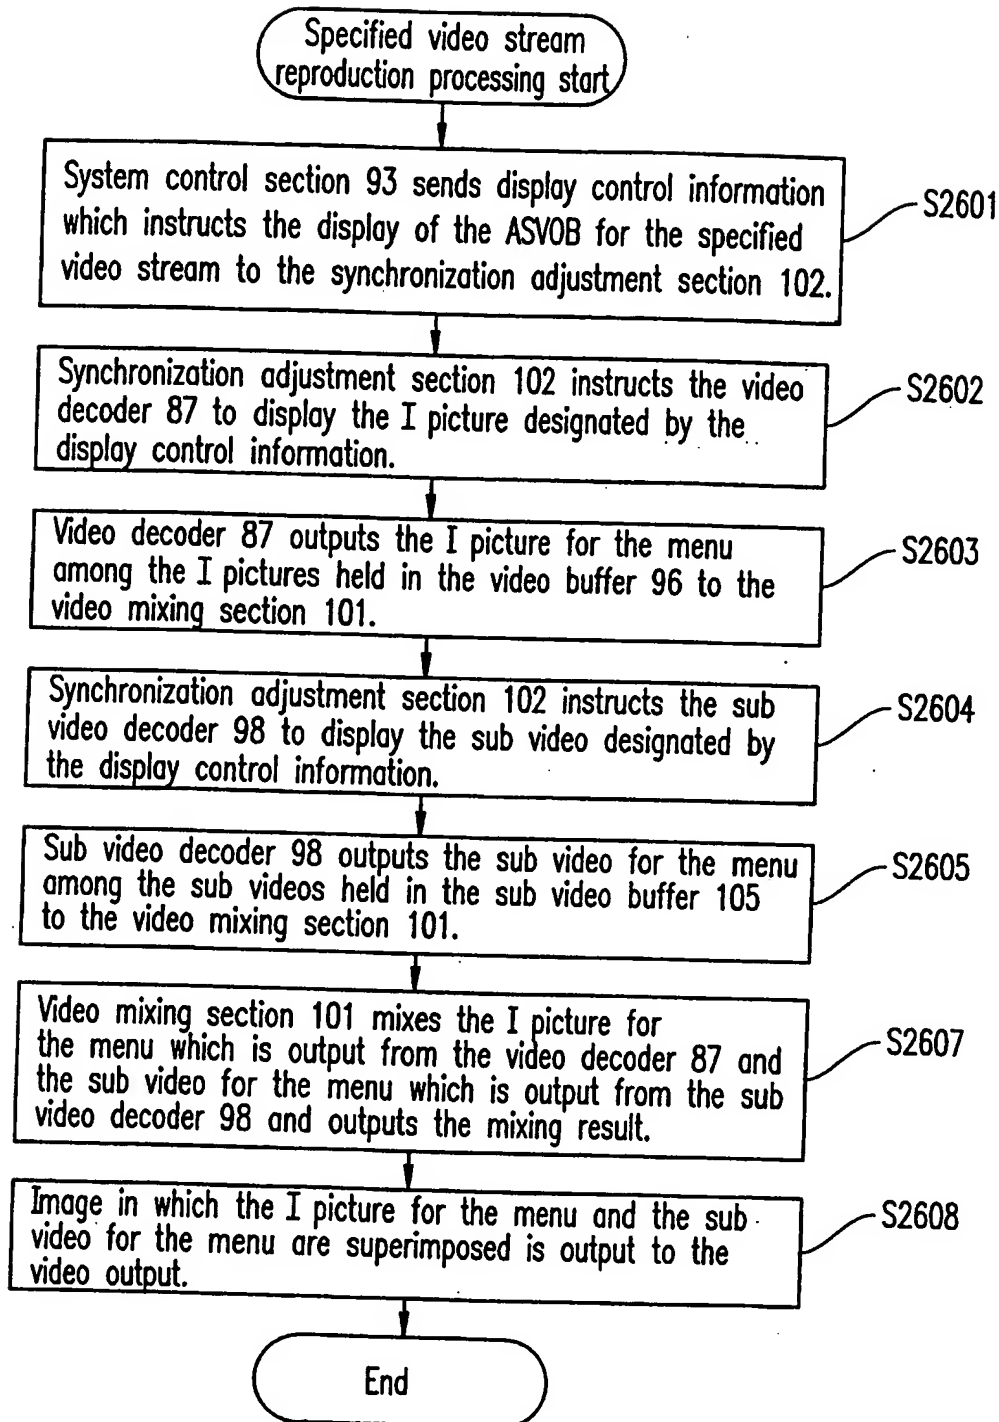 Specified video stream
reproduction processing start
System control section 93 sends display control information
which instructs the display of the ASVOB for the specified
video stream to the synchronization adjustment section 102.
S2601
Synchronization adjustment section 102 instructs the video
decoder 87 to display the I picture designated by the
display control information.
S2602
Video decoder 87 outputs the I picture for the menu
among the I pictures held in the video buffer 96 to the
video mixing section 101.
S2603
Synchronization adjustment section 102 instructs the sub
video decoder 98 to display the sub video designated by
the display control information.
S2604
Sub video decoder 98 outputs the sub video for the menu
among the sub videos held in the sub video buffer 105
to the video mixing section 101.
S2605
Video mixing section 101 mixes the I picture for
the menu which is output from the video decoder 87 and
the sub video for the menu which is output from the sub
video decoder 98 and outputs the mixing result.
S2607
Image in which the I picture for the menu and the sub
video for the menu are superimposed is output to the
video output.
S2608
End